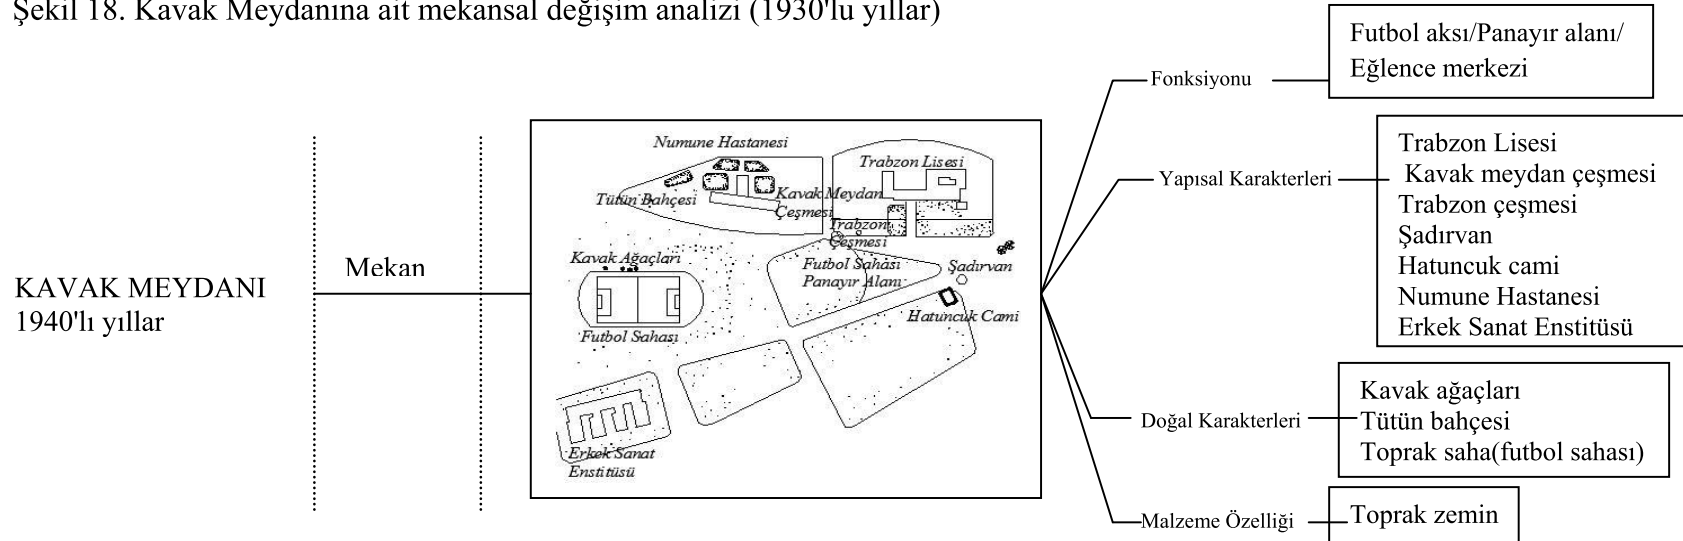 Şekil 18. Kavak Meydanına ait mekansal değişim analizi (1930'lu yıllar)
KAVAK MEYDANI
1940'lı yıllar
Mekan
Numune Hastanesi
Trabzon Lisesi
Tütün Bahçesi
Kavak Meydan
Çeşmesi
Trabzon
Çeşmesi
Kavak Ağaçları
Futbol Sahası
Panayır Alanı
Şadırvan
Hatuncuk Cami
Futbol Sahası
Erkek Sanat
Enstitüsü
Fonksiyonu
Futbol aksı/Panayır alanı/
Eğlence merkezi
Yapısal Karakterleri
Trabzon Lisesi
Kavak meydan çeşmesi
Trabzon çeşmesi
Şadırvan
Hatuncuk cami
Numune Hastanesi
Erkek Sanat Enstitüsü
Doğal Karakterleri
Kavak ağaçları
Tütün bahçesi
Toprak saha(futbol sahası)
Malzeme Özelliği
Toprak zemin